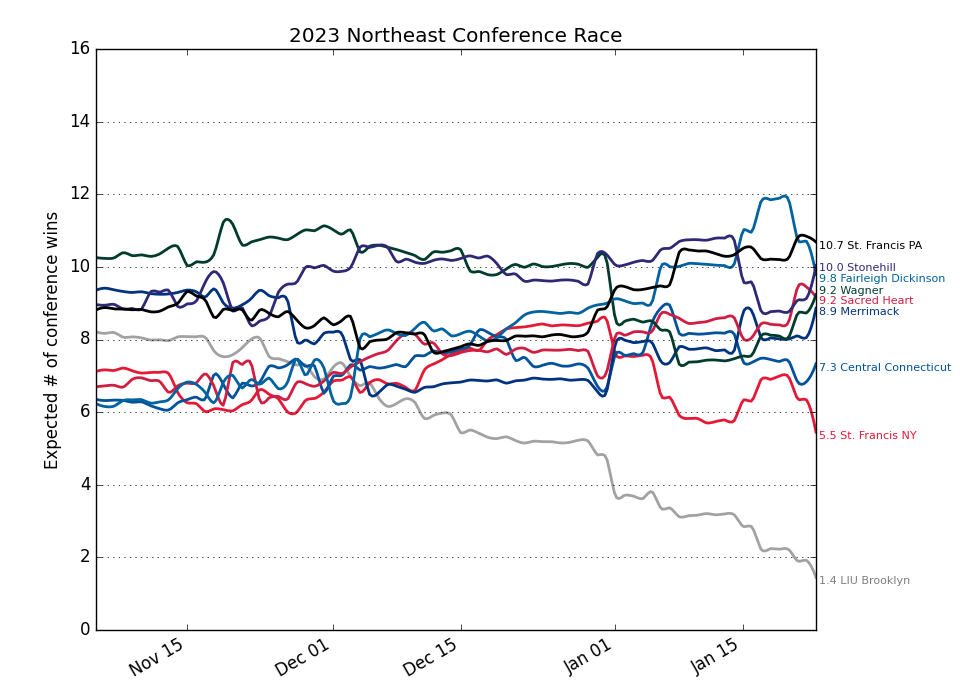 2023 Northeast Conference Race
Expected # of conference wins
16
14
12
10
8
6
4
2
0
Nov 15
Dec 01
Dec 15
Jan 01
Jan 15
10.7 St. Francis PA
10.0 Stonehill
9.8 Fairleigh Dickinson
9.2 Wagner
9.2 Sacred Heart
8.9 Merrimack
7.3 Central Connecticut
5.5 St. Francis NY
1.4 LIU Brooklyn